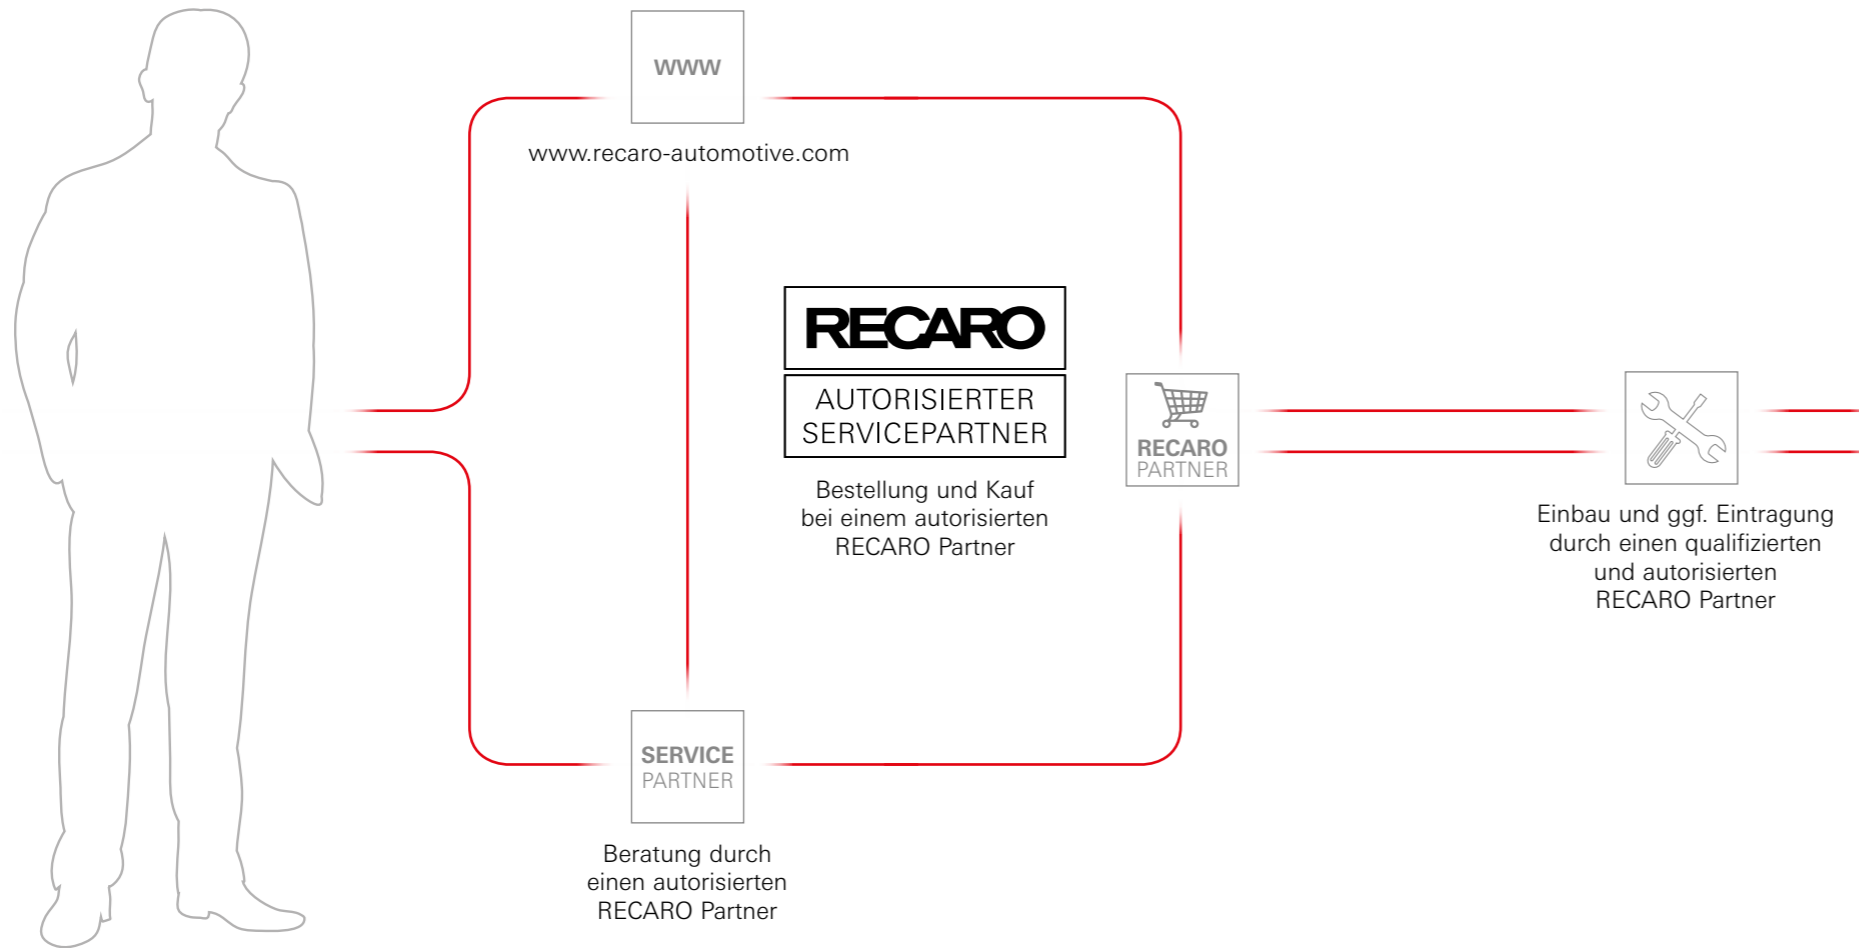 WWW
www.recaro-automotive.com
RECARO
AUTORISIERTER
SERVICEPARTNER
Bestellung und Kauf
bei einem autorisierten
RECARO Partner
RECARO
PARTNER
Einbau und ggf. Eintragung
durch einen qualifizierten
und autorisierten
RECARO Partner
SERVICE
PARTNER
Beratung durch
einen autorisierten
RECARO Partner